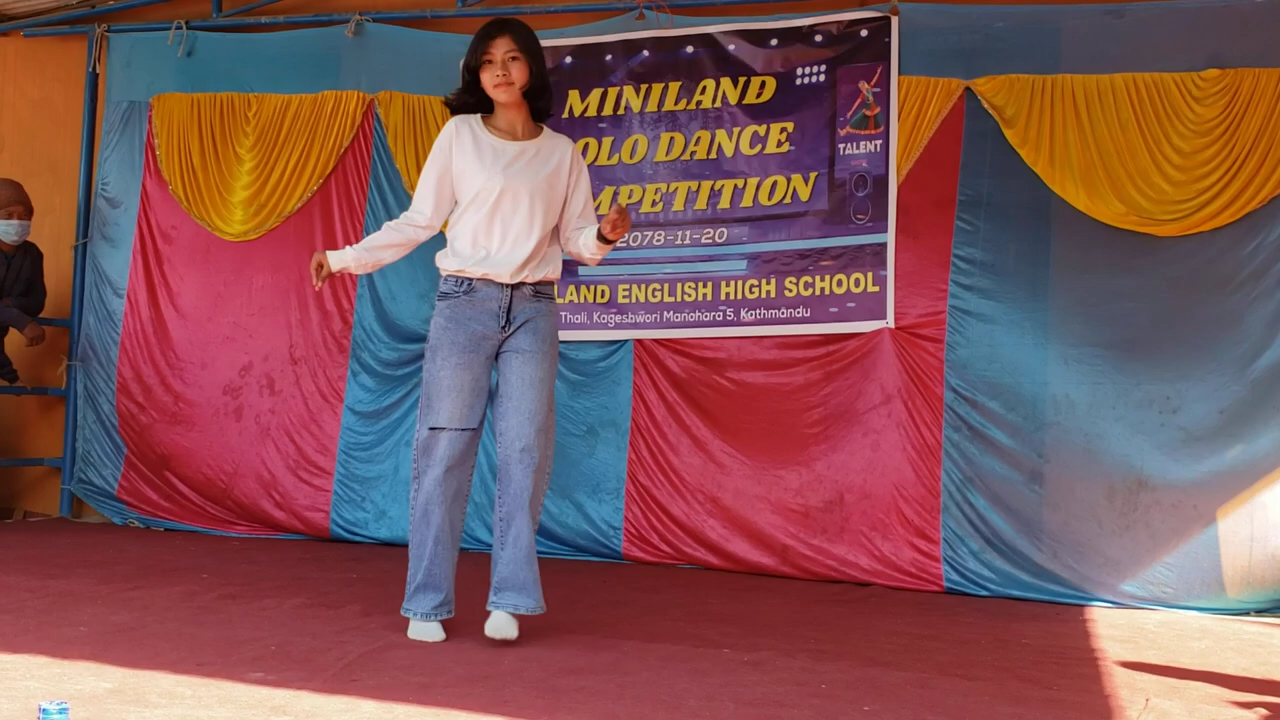 MINILAND
OLO DANCE
MPETITION
TALENT
2078-11-20
LAND ENGLISH HIGH SCHOOL
Thali, Kageshwori Manohara 5, Kathmandu